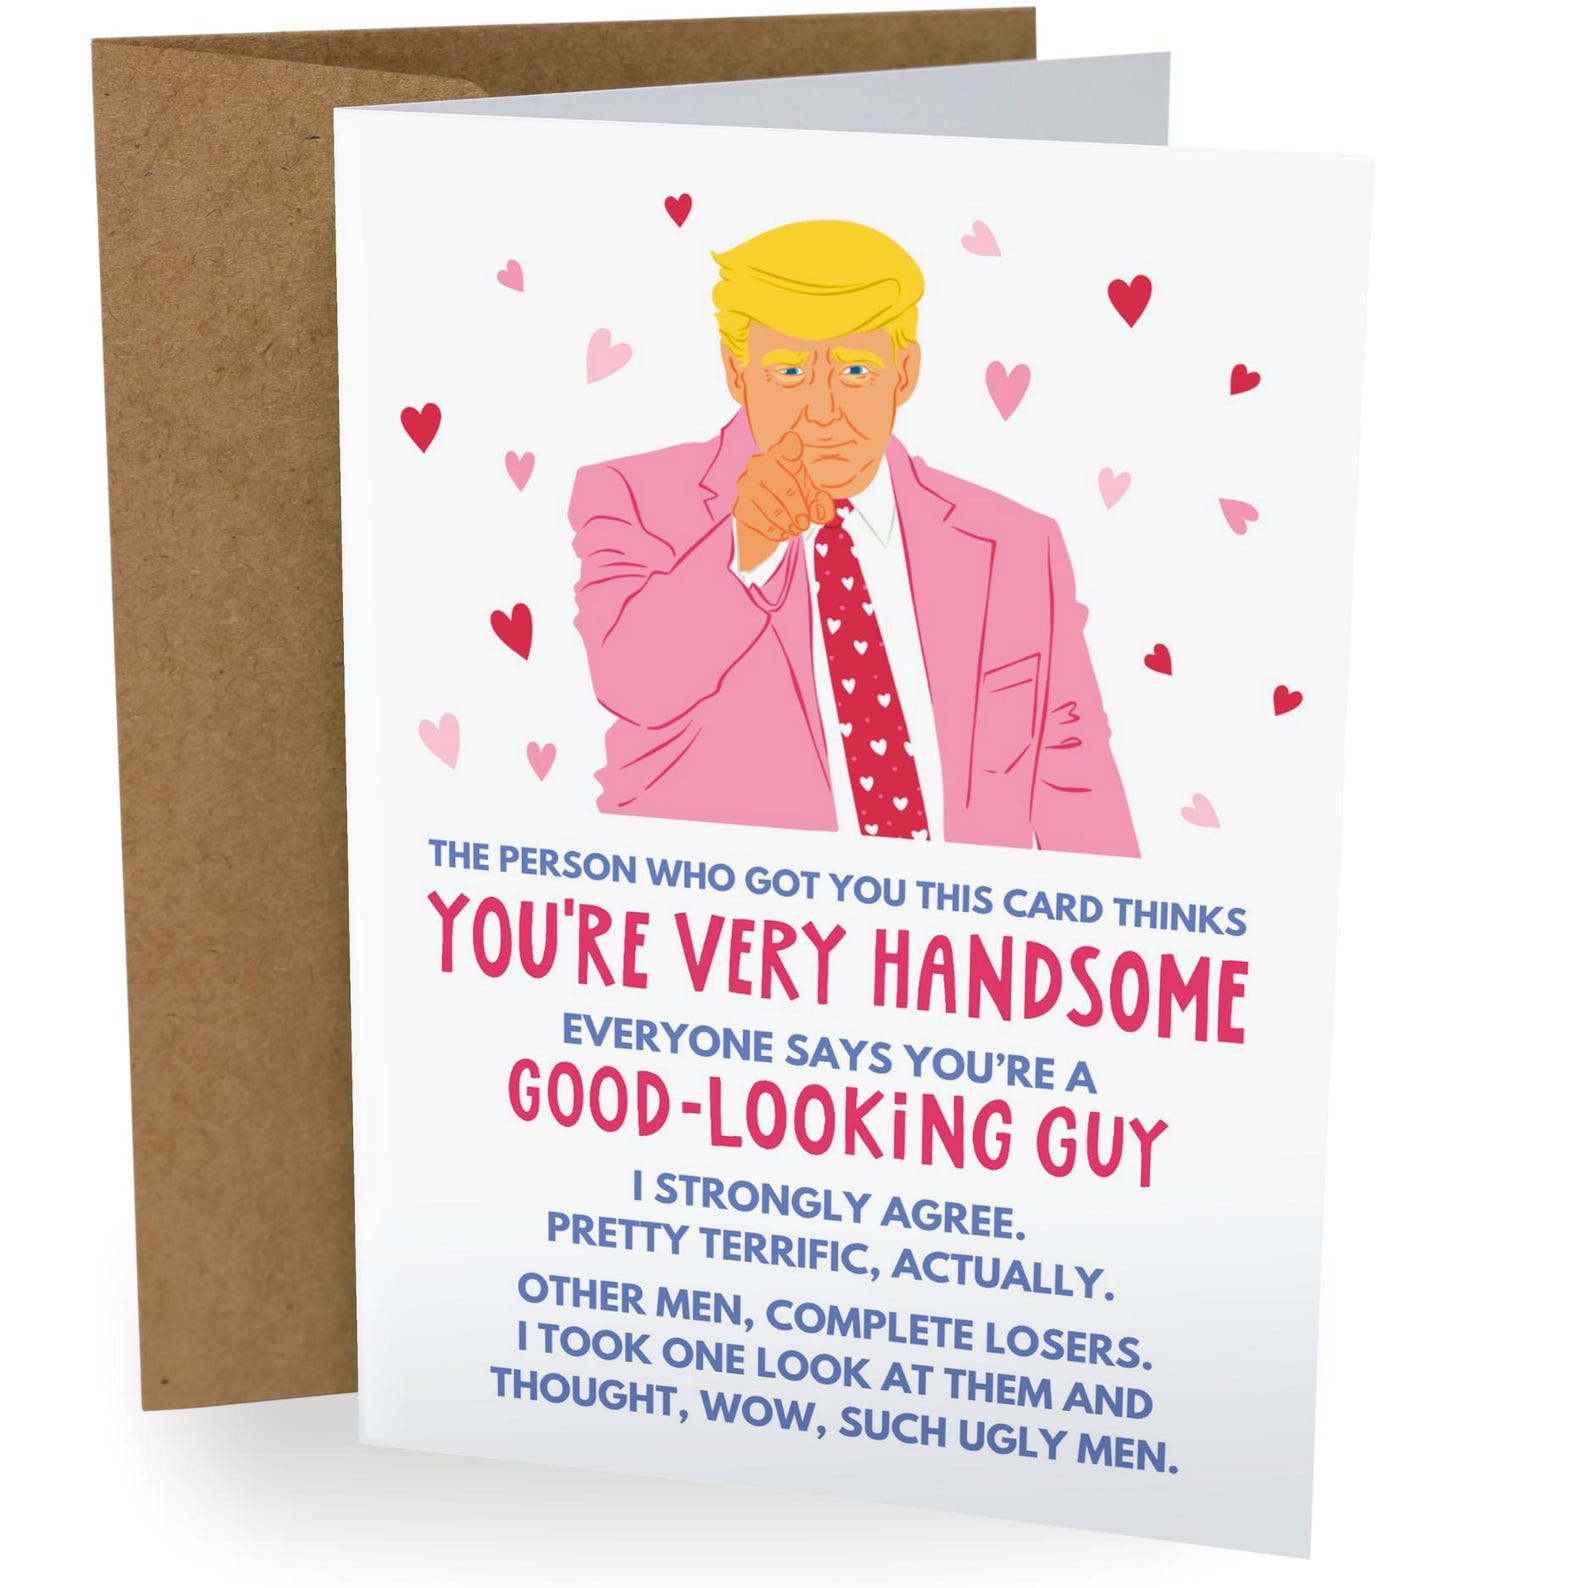 THE PERSON WHO GOT YOU THIS CARD THINKS
YOU'RE VERY HANDSOME
EVERYONE SAYS YOU’RE A
GOOD-LOOKiNG GUY
I STRONGLY AGREE.
PRETTY TERRIFIC, ACTUALLY.
OTHER MEN, COMPLETE LOSERS.
I TOOK ONE LOOK AT THEM AND
THOUGHT, WOW, SUCH UGLY MEN.